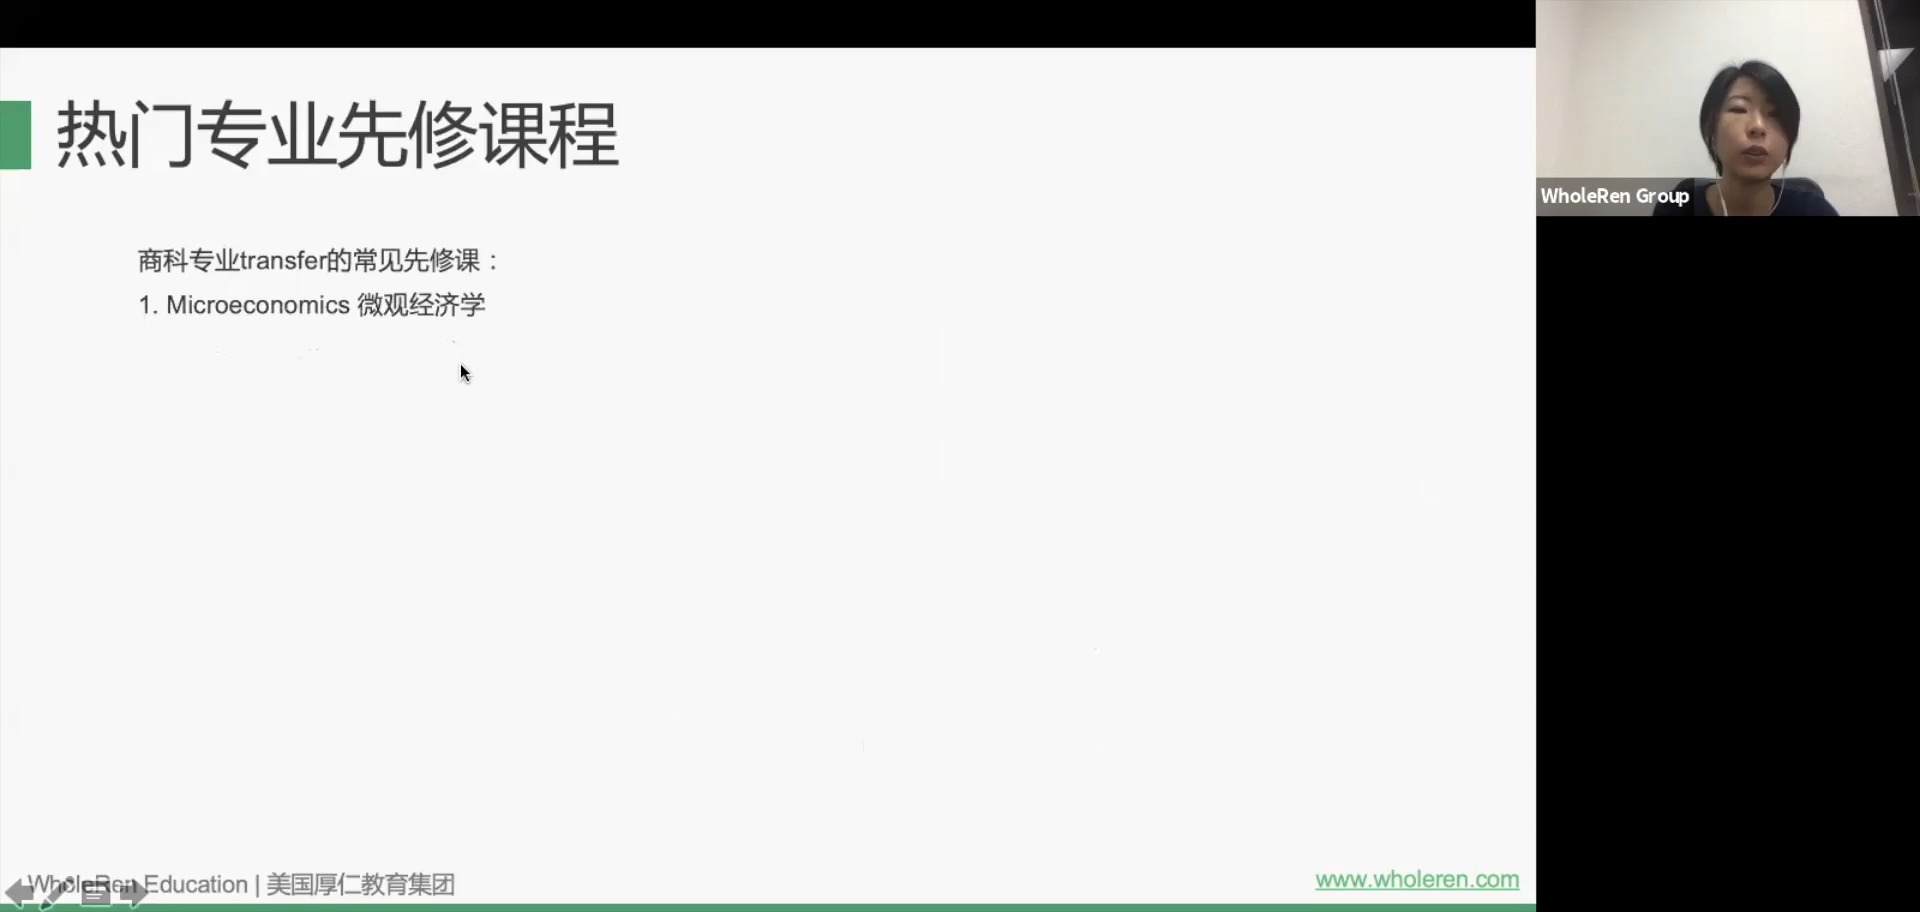 热门专业先修课程
WholeRen Group
商科专业transfer的常见先修课：
1. Microeconomics 微观经济学
WholeRen Education | 美国厚仁教育集团
www.wholeren.com